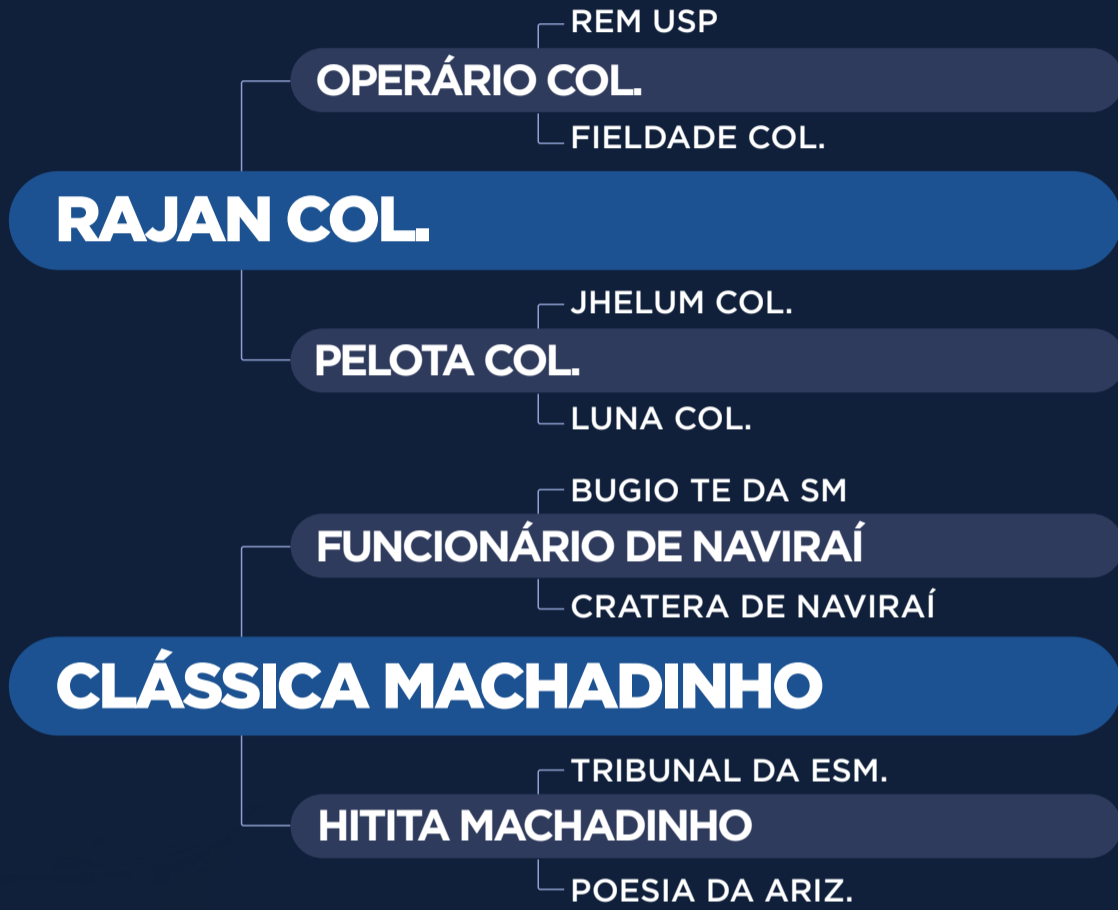 REM USP
OPERÁRIO COL.
FIELDADE COL.
RAJAN COL.
JHELUM COL.
PELOTA COL.
LUNA COL.
BUGIO TE DA SM
FUNCIONÁRIO DE NAVIRAÍ
CRATERA DE NAVIRAÍ
CLÁSSICA MACHADINHO
TRIBUNAL DA ESM.
HITITA MACHADINHO
POESIA DA ARIZ.